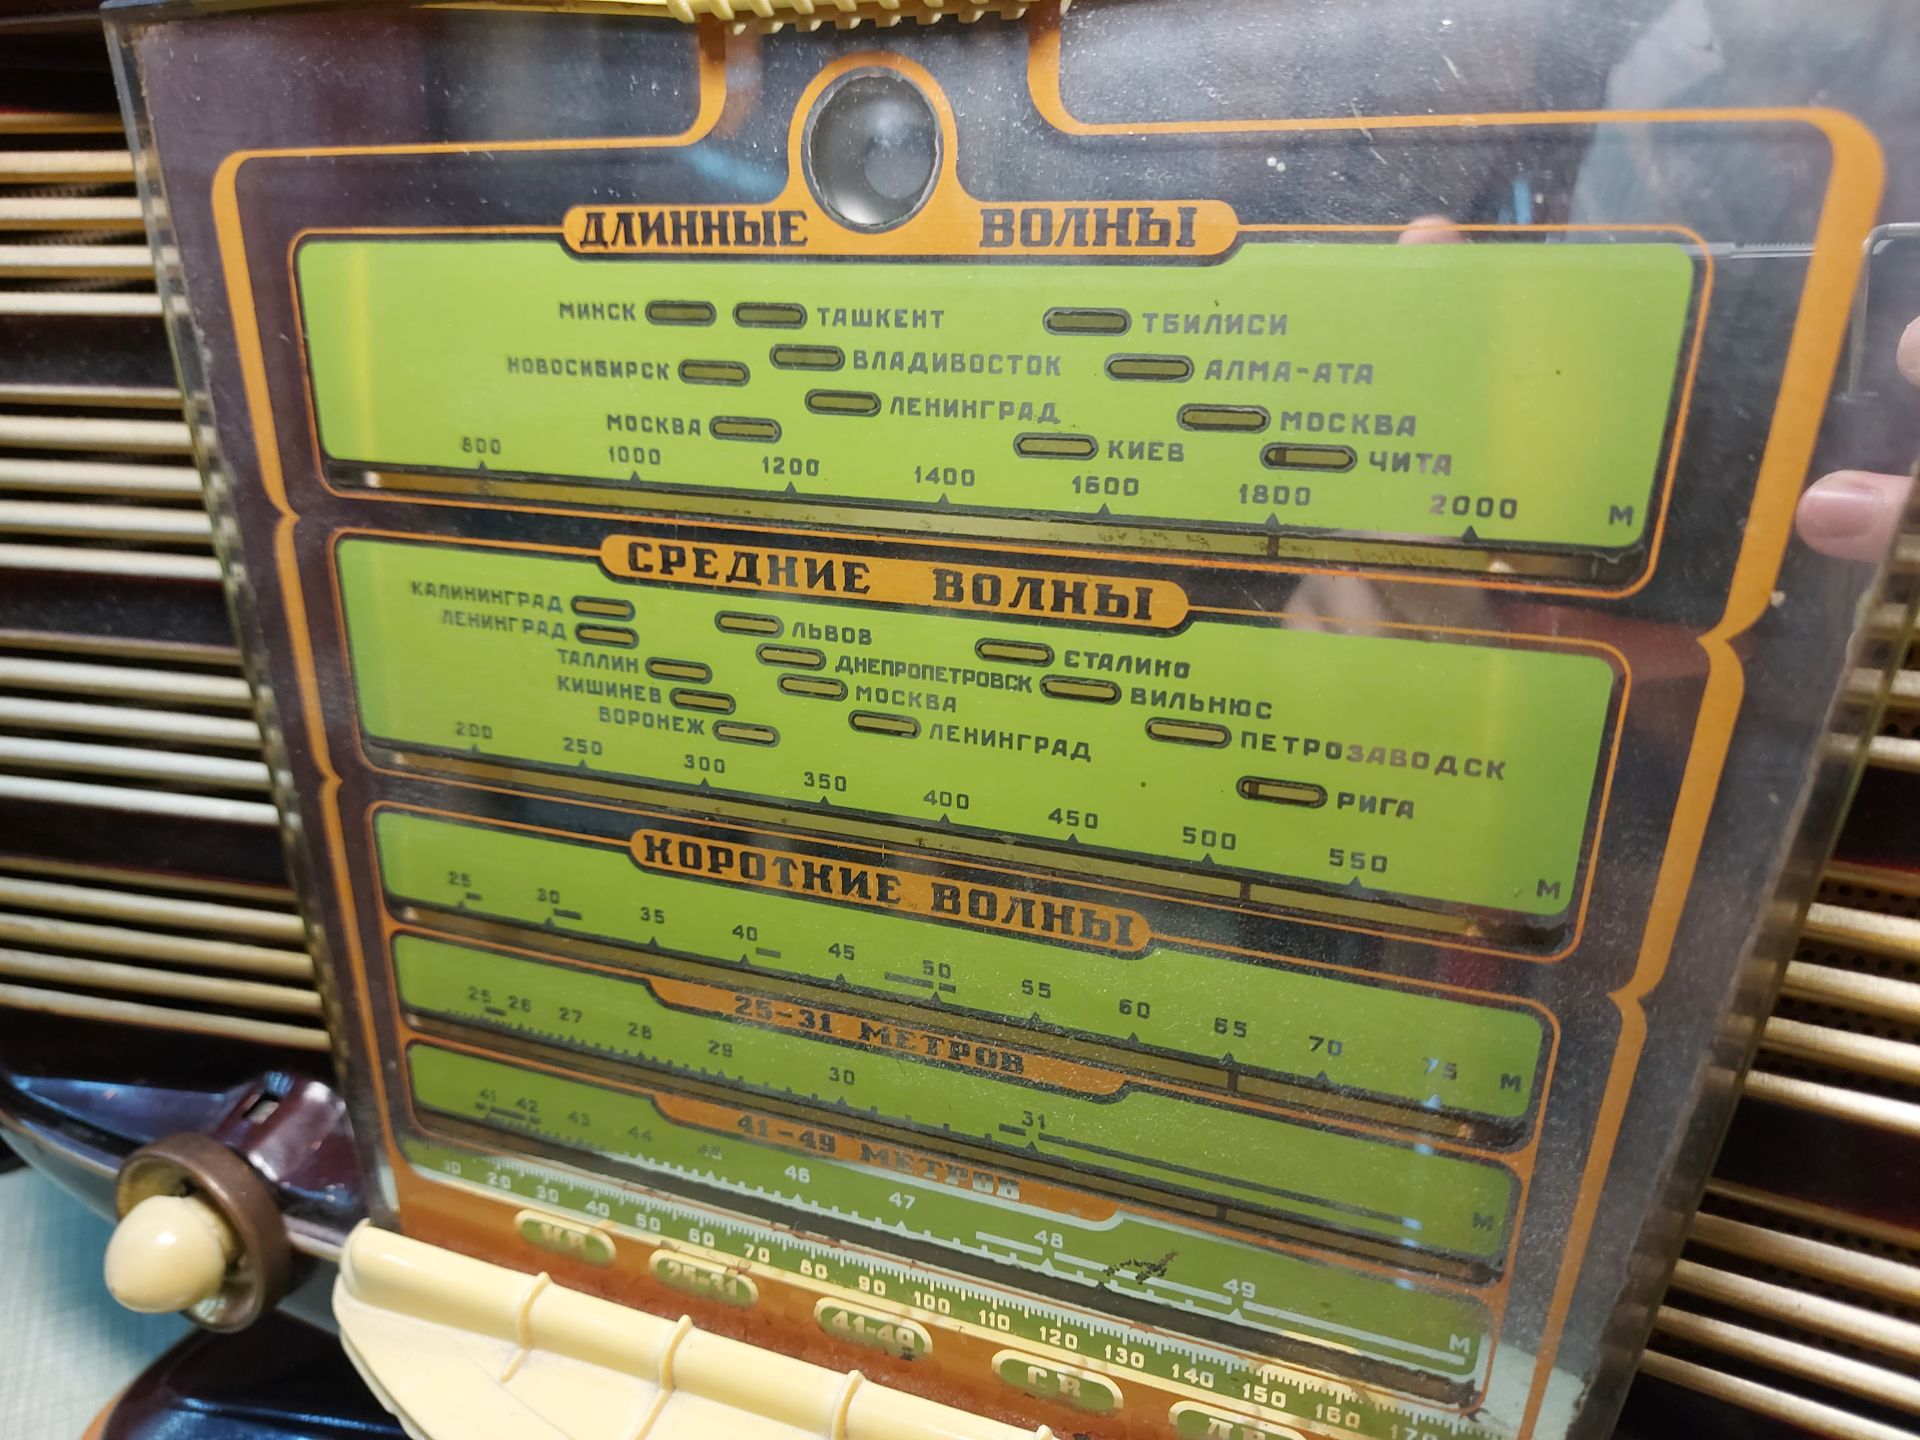 ДЛИННЫЕ ВОЛНЫ
МИНСК ТАШКЕНТ ТБИЛИСИ
НОВОСИБИРСК ВЛАДИВОСТОК АЛМА-АТА
ЛЕНИНГРАД МОСКВА
МОСКВА КИЕВ ЧИТА
800 1000 1200 1400 1600 1800 2000 М
СРЕДНИЕ ВОЛНЫ
КАЛИНИНГРАД ЛЬВОВ СТАЛИНО
ЛЕНИНГРАД ДНЕПРОПЕТРОВСК ВИЛЬНЮС
ТАЛЛИН МОСКВА ПЕТРОЗАВОДСК
КИШИНЕВ ЛЕНИНГРАД РИГА
ВОРОНЕЖ
200 250 300 350 400 450 500 550 М
КОРОТКИЕ ВОЛНЫ
25 30 35 40 45 50 55 60 65 70 75 М
25-31 МЕТРОВ
25 26 27 28 29 30 31 М
41-49 МЕТРОВ
41 42 43 44 45 46 47 48 49 М
10 20 30 40 50 60 70 80 90 100 110 120 130 140 150 160 170
КВ 25-31 41-49 СВ ДВ